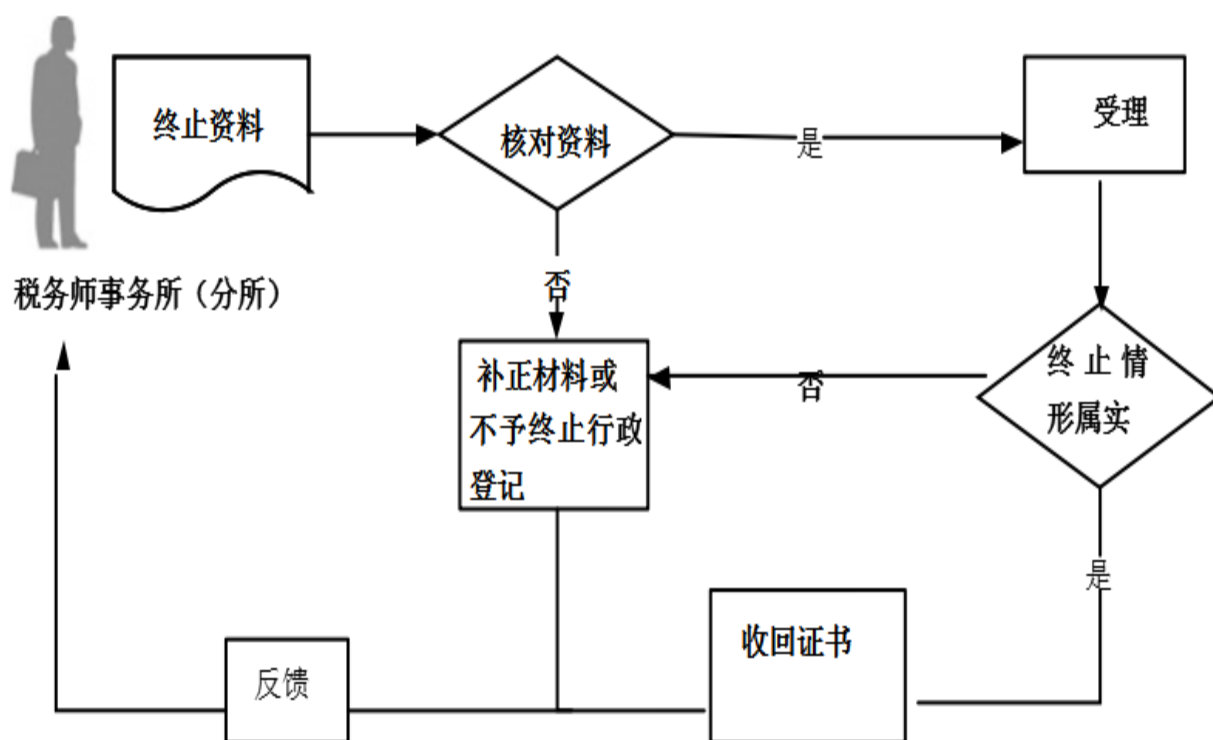 终止资料
核对资料
是
受理
税务师事务所（分所）
否
补正材料或
不予终止行政
登记
否
终止情
形属实
是
收回证书
反馈